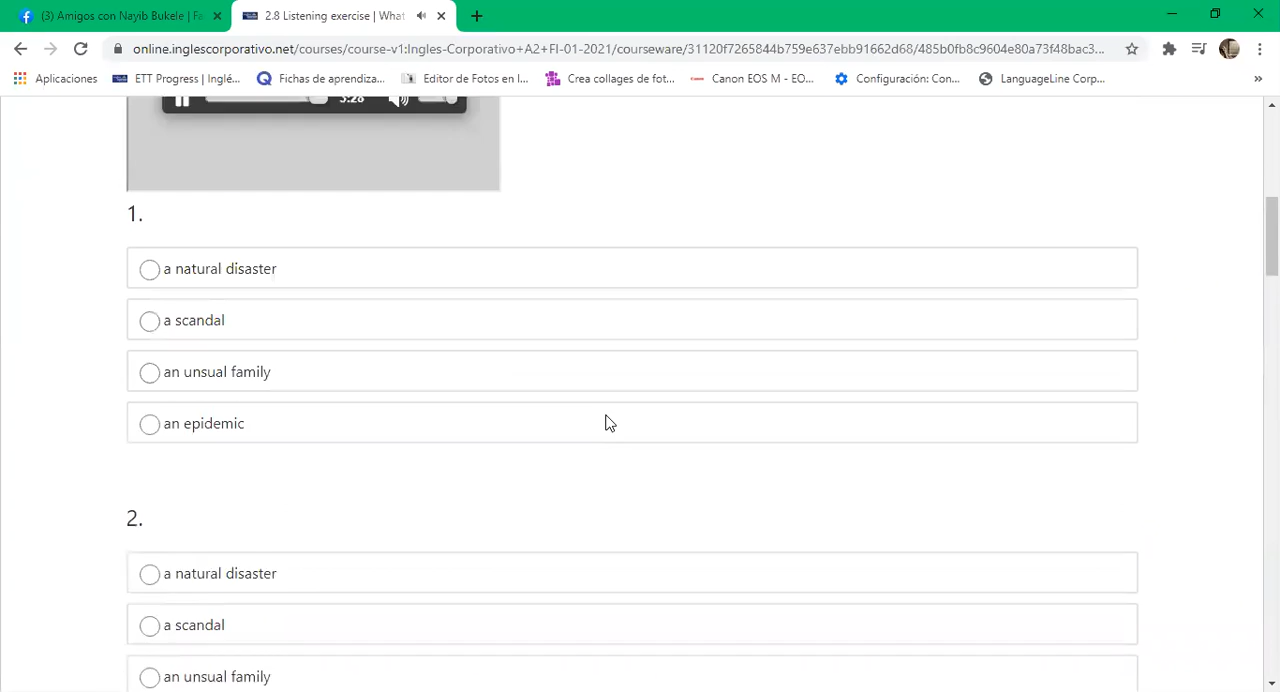 (3) Amigos con Nayib Bukele | Fa
2.8 Listening exercise | What
online.inglescorporativo.net/courses/course-v1:Ingles-Corporativo+A2+FI-01-2021/courseware/31120f7265844b759e637ebb91662d68/485b0fb8c9604e80a73f48bac3...
Aplicaciones
ETT Progress | Inglé...
Fichas de aprendiza...
Editor de Fotos en l...
Crea collages de fot...
Canon EOS M - EO...
Configuración: Con...
LanguageLine Corp...
»
3:28
1.
a natural disaster
a scandal
an unsual family
an epidemic
2.
a natural disaster
a scandal
an unusual family